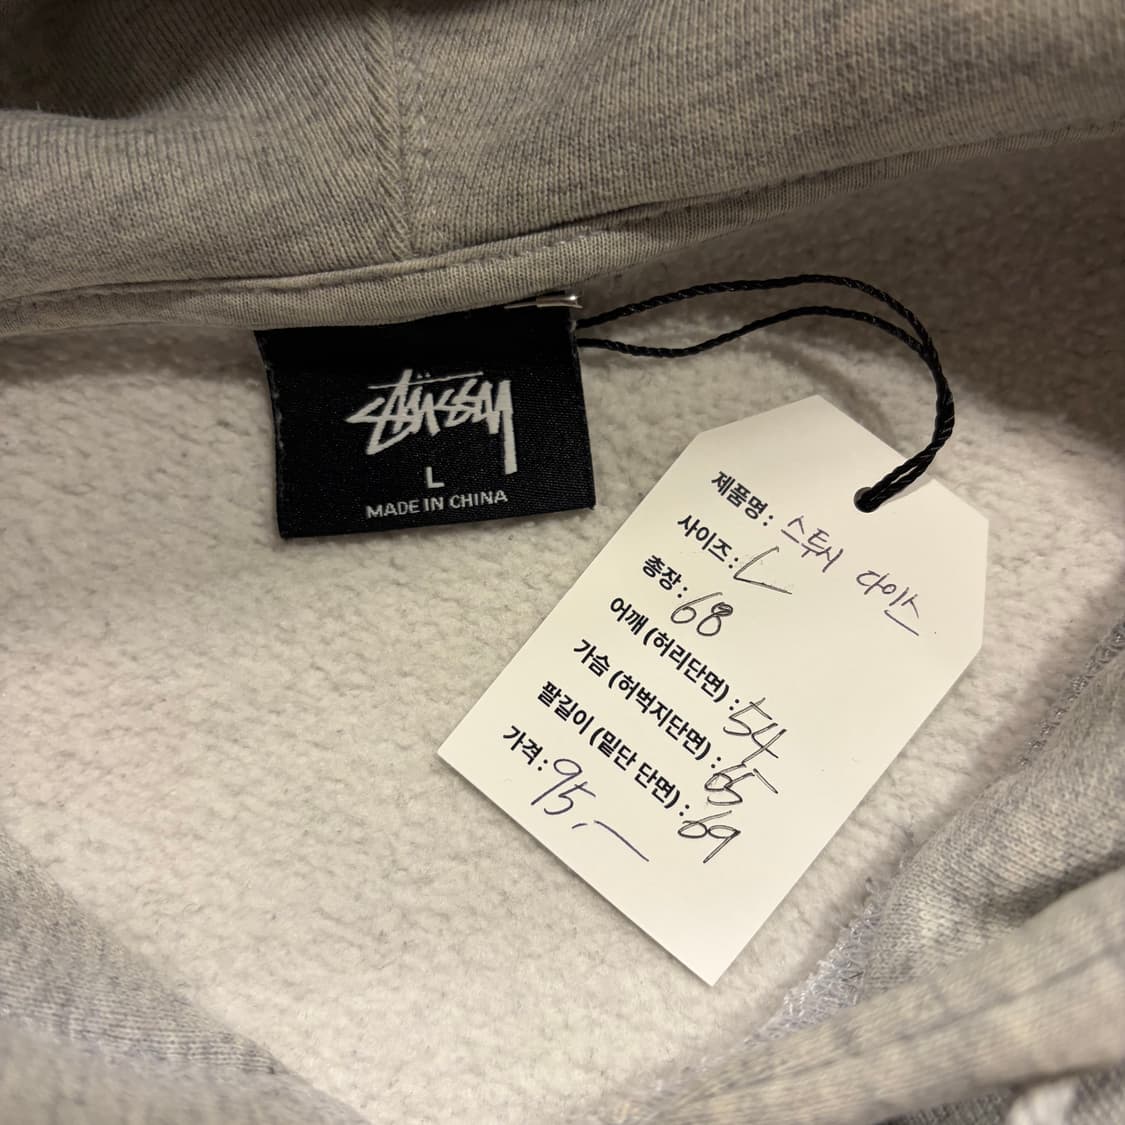 STÜSSY
L
MADE IN CHINA
제품명 : 스투시 다이스
사이즈 : L
총장 : 68
어깨 (허리단면) : 54
가슴 (허벅지단면) : 65
팔길이 (밑단 단면) : 69
가격 : 95,-